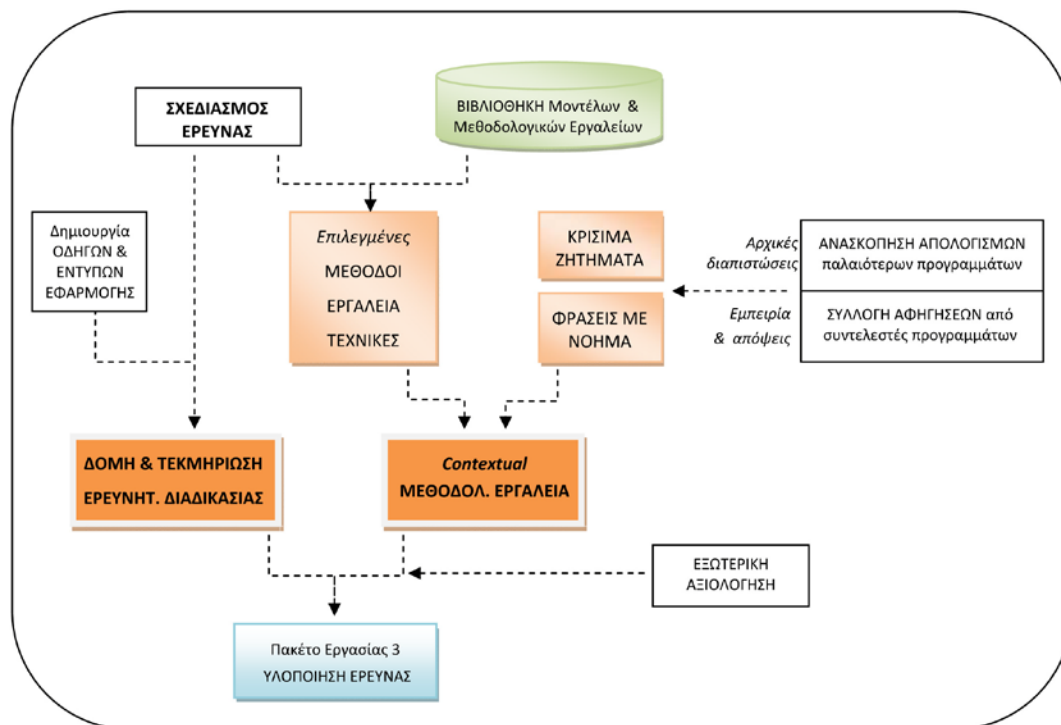 ΣΧΕΔΙΑΣΜΟΣ
ΕΡΕΥΝΑΣ
ΒΙΒΛΙΟΘΗΚΗ Μοντέλων &
Μεθοδολογικών Εργαλείων
Δημιουργία
ΟΔΗΓΩΝ &
ΕΝΤΥΠΩΝ
ΕΦΑΡΜΟΓΗΣ
Επιλεγμένες
ΜΕΘΟΔΟΙ
ΕΡΓΑΛΕΙΑ
ΤΕΧΝΙΚΕΣ
ΚΡΙΣΙΜΑ
ΖΗΤΗΜΑΤΑ
ΦΡΑΣΕΙΣ ΜΕ
ΝΟΗΜΑ
Αρχικές
διαπιστώσεις
Εμπειρία
& απόψεις
ΑΝΑΣΚΟΠΗΣΗ ΑΠΟΛΟΓΙΣΜΩΝ
παλαιότερων προγραμμάτων
ΣΥΛΛΟΓΗ ΑΦΗΓΗΣΕΩΝ από
συντελεστές προγραμμάτων
ΔΟΜΗ & ΤΕΚΜΗΡΙΩΣΗ
ΕΡΕΥΝΗΤ. ΔΙΑΔΙΚΑΣΙΑΣ
Contextual
ΜΕΘΟΔΟΛ. ΕΡΓΑΛΕΙΑ
ΕΞΩΤΕΡΙΚΗ
ΑΞΙΟΛΟΓΗΣΗ
Πακέτο Εργασίας 3
ΥΛΟΠΟΙΗΣΗ ΕΡΕΥΝΑΣ